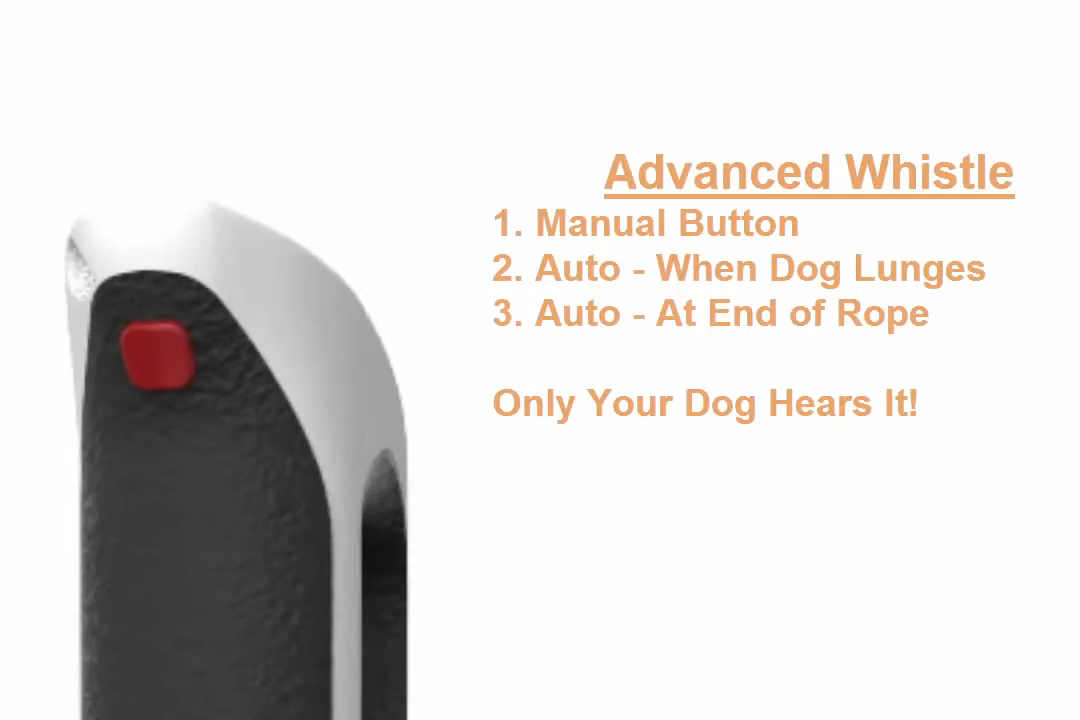 Advanced Whistle
1. Manual Button
2. Auto - When Dog Lunges
3. Auto - At End of Rope
Only Your Dog Hears It!